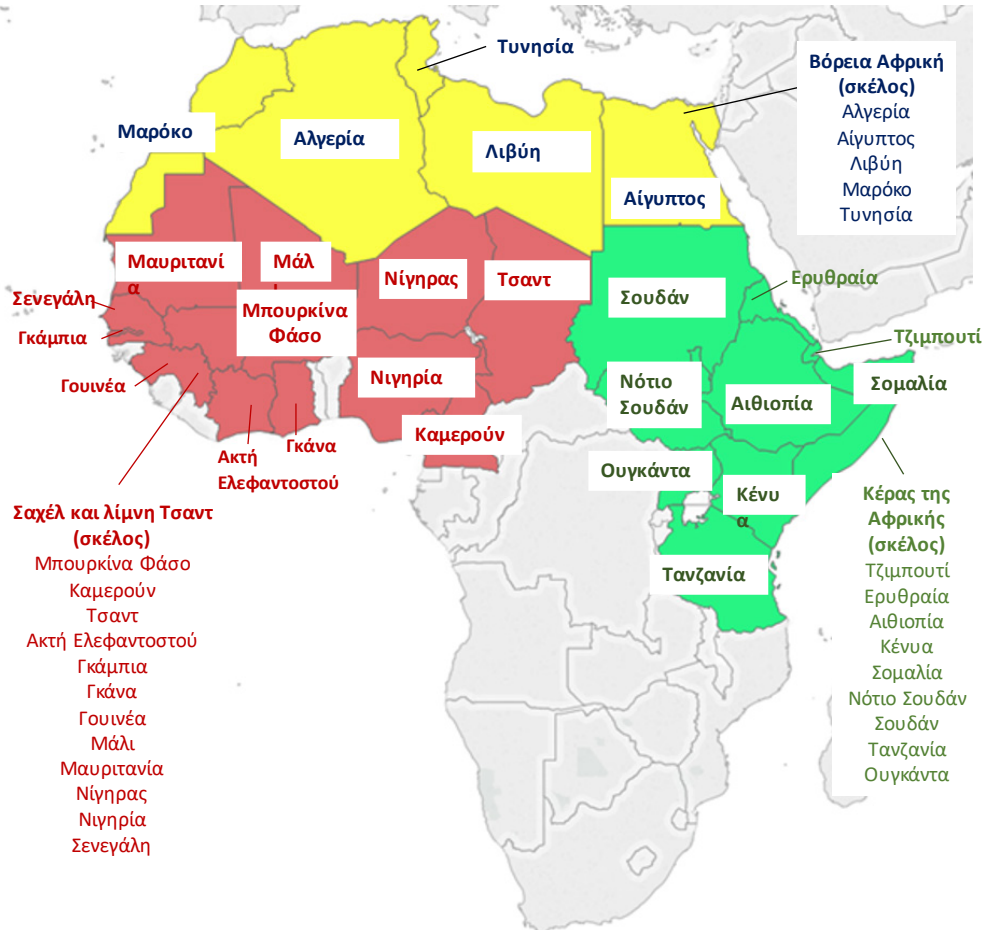 Τυνησία
Βόρεια Αφρική
(σκέλος)
Αλγερία
Αίγυπτος
Λιβύη
Μαρόκο
Τυνησία
Μαρόκο
Αλγερία
Λιβύη
Αίγυπτος
Μαυριτανί
α
Μάλ
ι
Νίγηρας
Τσαντ
Σουδάν
Ερυθραία
Σενεγάλη
Γκάμπια
Μπουρκίνα
Φάσο
Τζιμπουτί
Γουινέα
Νιγηρία
Νότιο
Σουδάν
Αιθιοπία
Σομαλία
Ακτή
Ελεφαντοστού
Γκάνα
Καμερούν
Ουγκάντα
Κένυ
α
Τανζανία
Σαχέλ και λίμνη Τσαντ
(σκέλος)
Μπουρκίνα Φάσο
Καμερούν
Τσαντ
Ακτή Ελεφαντοστού
Γκάμπια
Γκάνα
Γουινέα
Μάλι
Μαυριτανία
Νίγηρας
Νιγηρία
Σενεγάλη
Κέρας της
Αφρικής
(σκέλος)
Τζιμπουτί
Ερυθραία
Αιθιοπία
Κένυα
Σομαλία
Νότιο Σουδάν
Σουδάν
Τανζανία
Ουγκάντα